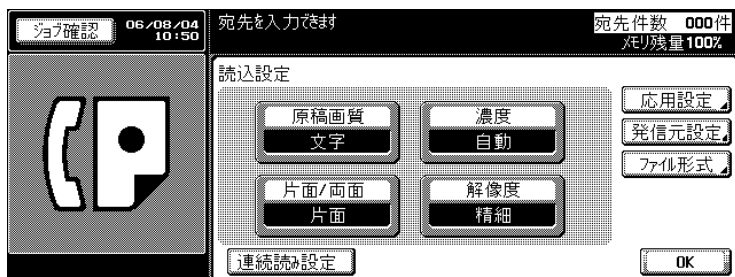 ジョブ確認
06/08/04
10:50
宛先を入力できます
宛先件数 000件
メモリ残量100%
読込設定
原稿画質
文字
濃度
自動
片面/両面
片面
解像度
精細
応用設定
発信元設定
ファイル形式
連続読み設定
OK